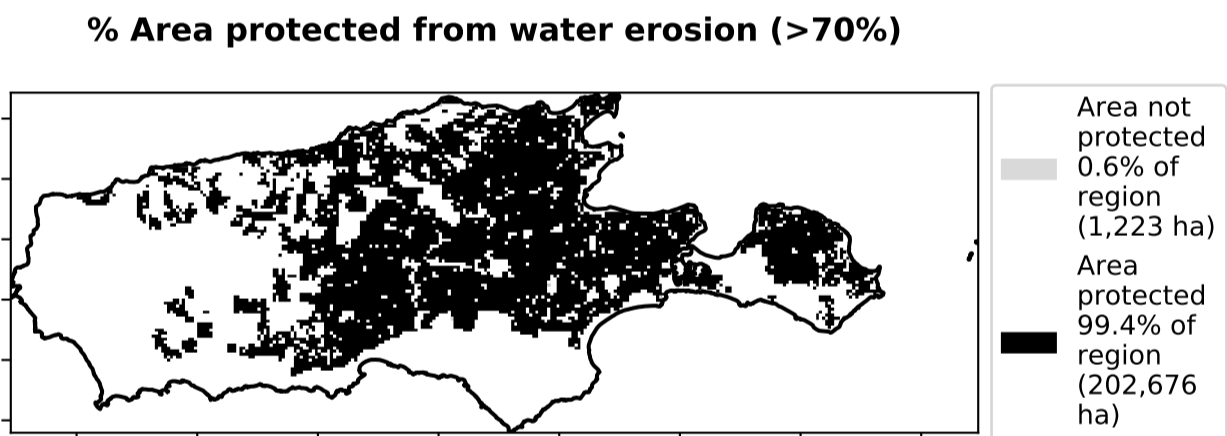 % Area protected from water erosion (>70%)
Area not
protected
0.6% of
region
(1,223 ha)
Area
protected
99.4% of
region
(202,676
ha)